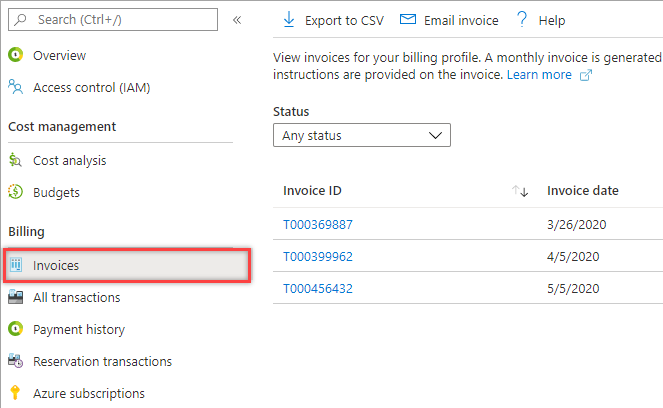 Search (Ctrl+/)
«
Overview
Access control (IAM)
Cost management
Cost analysis
Budgets
Billing
Invoices
All transactions
Payment history
Reservation transactions
Azure subscriptions
Export to CSV Email invoice Help
View invoices for your billing profile. A monthly invoice is generated
instructions are provided on the invoice. Learn more
Status
Any status
Invoice ID ↑↓ Invoice date
T000369887 3/26/2020
T000399962 4/5/2020
T000456432 5/5/2020